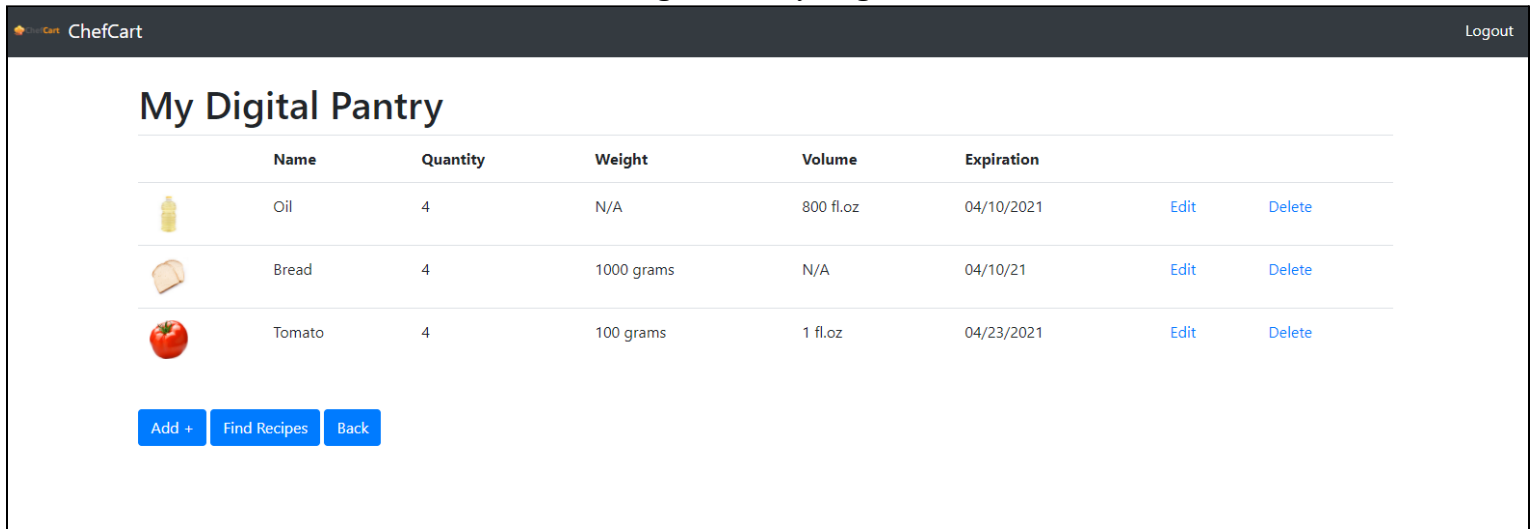 ChefCart ChefCart Logout
My Digital Pantry
Name Quantity Weight Volume Expiration
Oil 4 N/A 800 fl.oz 04/10/2021 Edit Delete
Bread 4 1000 grams N/A 04/10/21 Edit Delete
Tomato 4 100 grams 1 fl.oz 04/23/2021 Edit Delete
Add + Find Recipes Back